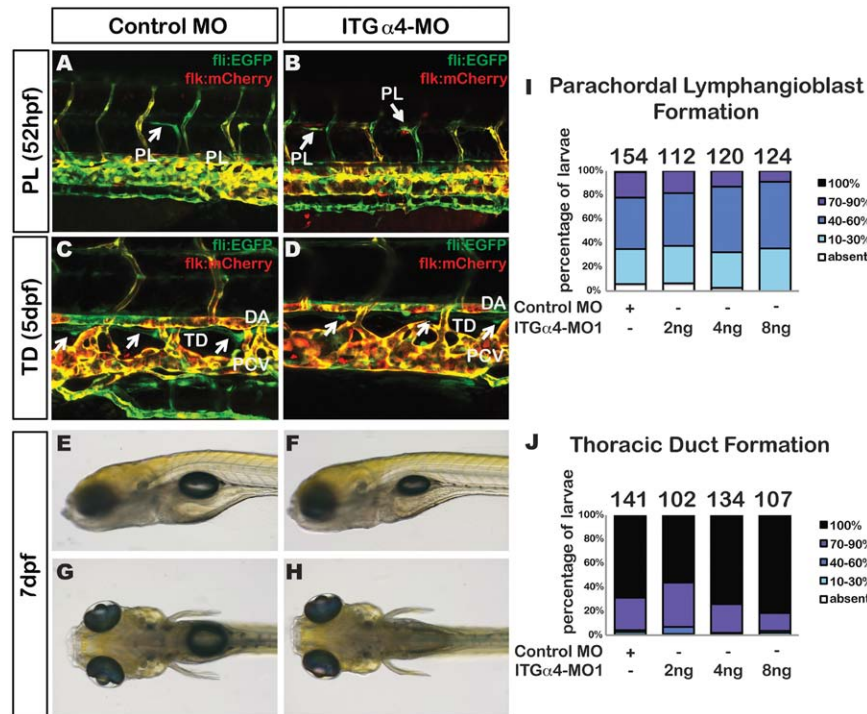 Control MO
ITGα4-MO
PL (52hpf)
A
fli:EGFP
flk:mCherry
PL
PL
B
fli:EGFP
flk:mCherry
PL
PL
TD (5dpf)
C
fli:EGFP
flk:mCherry
DA
TD
PCV
D
fli:EGFP
flk:mCherry
DA
TD
PCV
7dpf
E
F
G
H
I
Parachordal Lymphangioblast
Formation
154 112 120 124
percentage of larvae
100%
80%
60%
40%
20%
0%
100%
70-90%
40-60%
10-30%
absent
Control MO + - - -
ITGα4-MO1 - 2ng 4ng 8ng
J
Thoracic Duct Formation
141 102 134 107
percentage of larvae
100%
80%
60%
40%
20%
0%
100%
70-90%
40-60%
10-30%
absent
Control MO + - - -
ITGα4-MO1 - 2ng 4ng 8ng